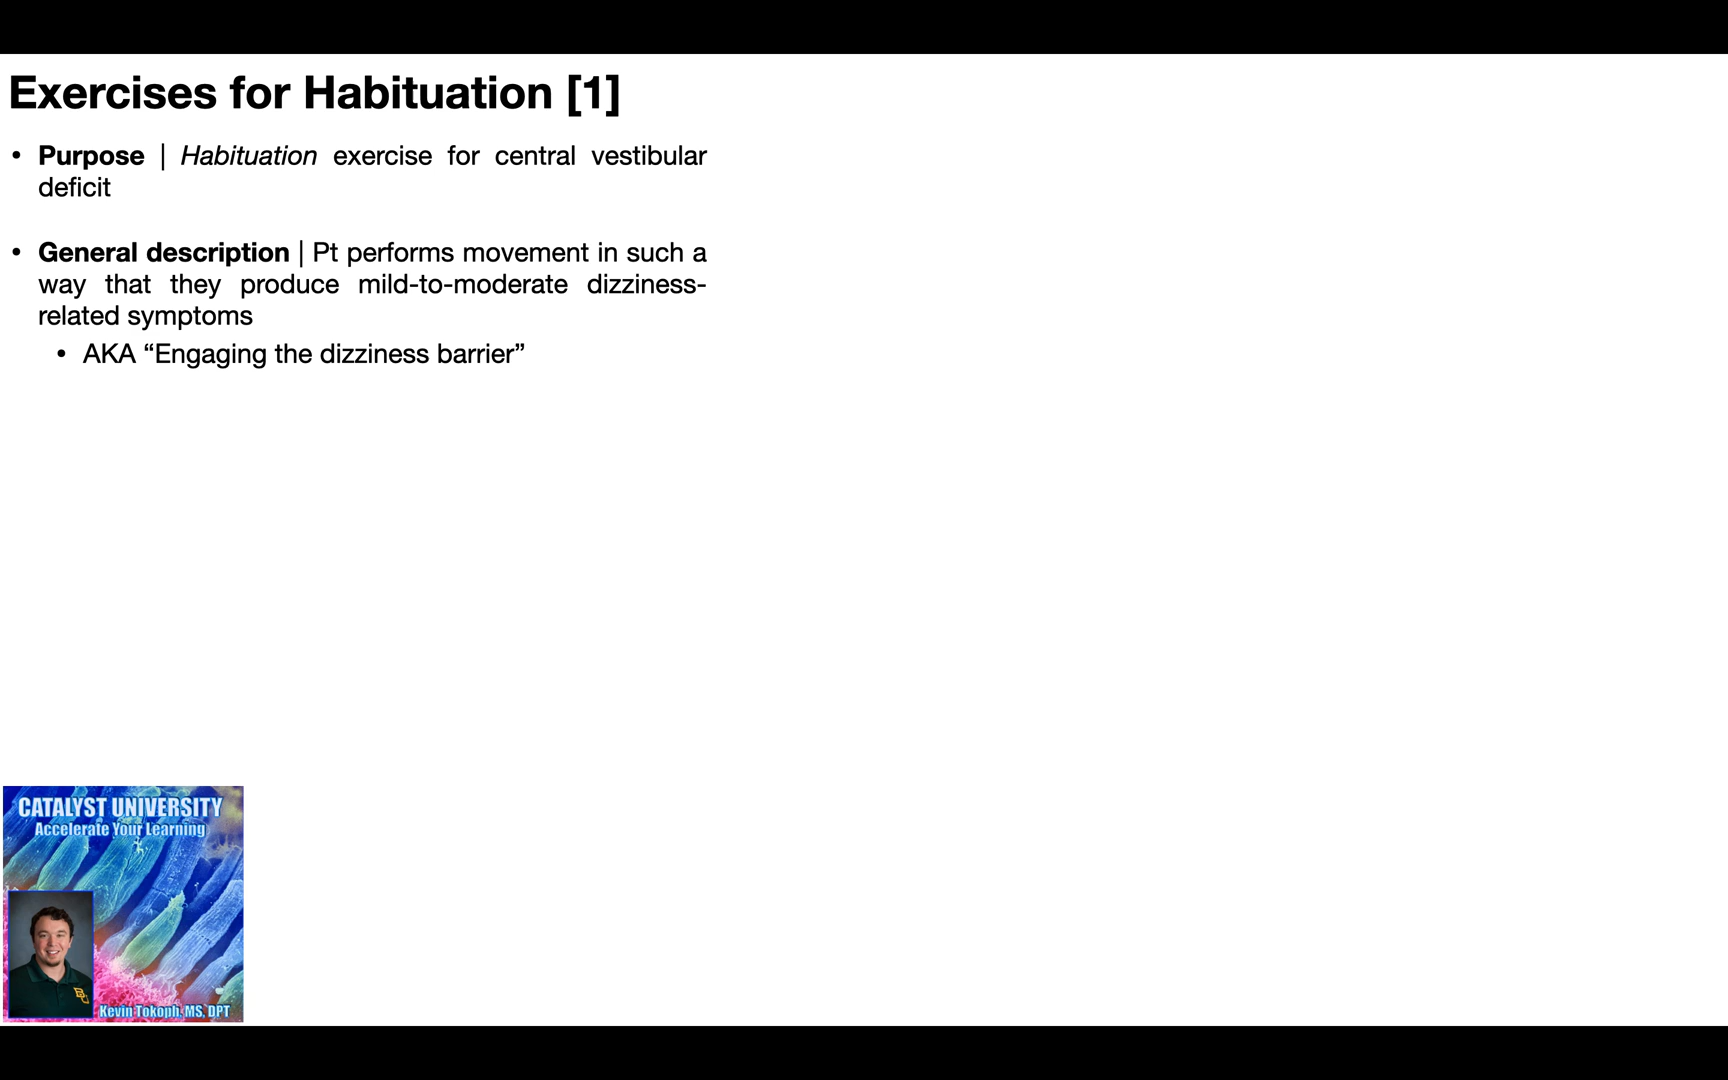 Exercises for Habituation [1]
• Purpose | Habituation exercise for central vestibular
deficit
• General description | Pt performs movement in such a
way that they produce mild-to-moderate dizziness-
related symptoms
• AKA “Engaging the dizziness barrier”
CATALYST UNIVERSITY
Accelerate Your Learning
Kevin Tokoph, MS, DPT